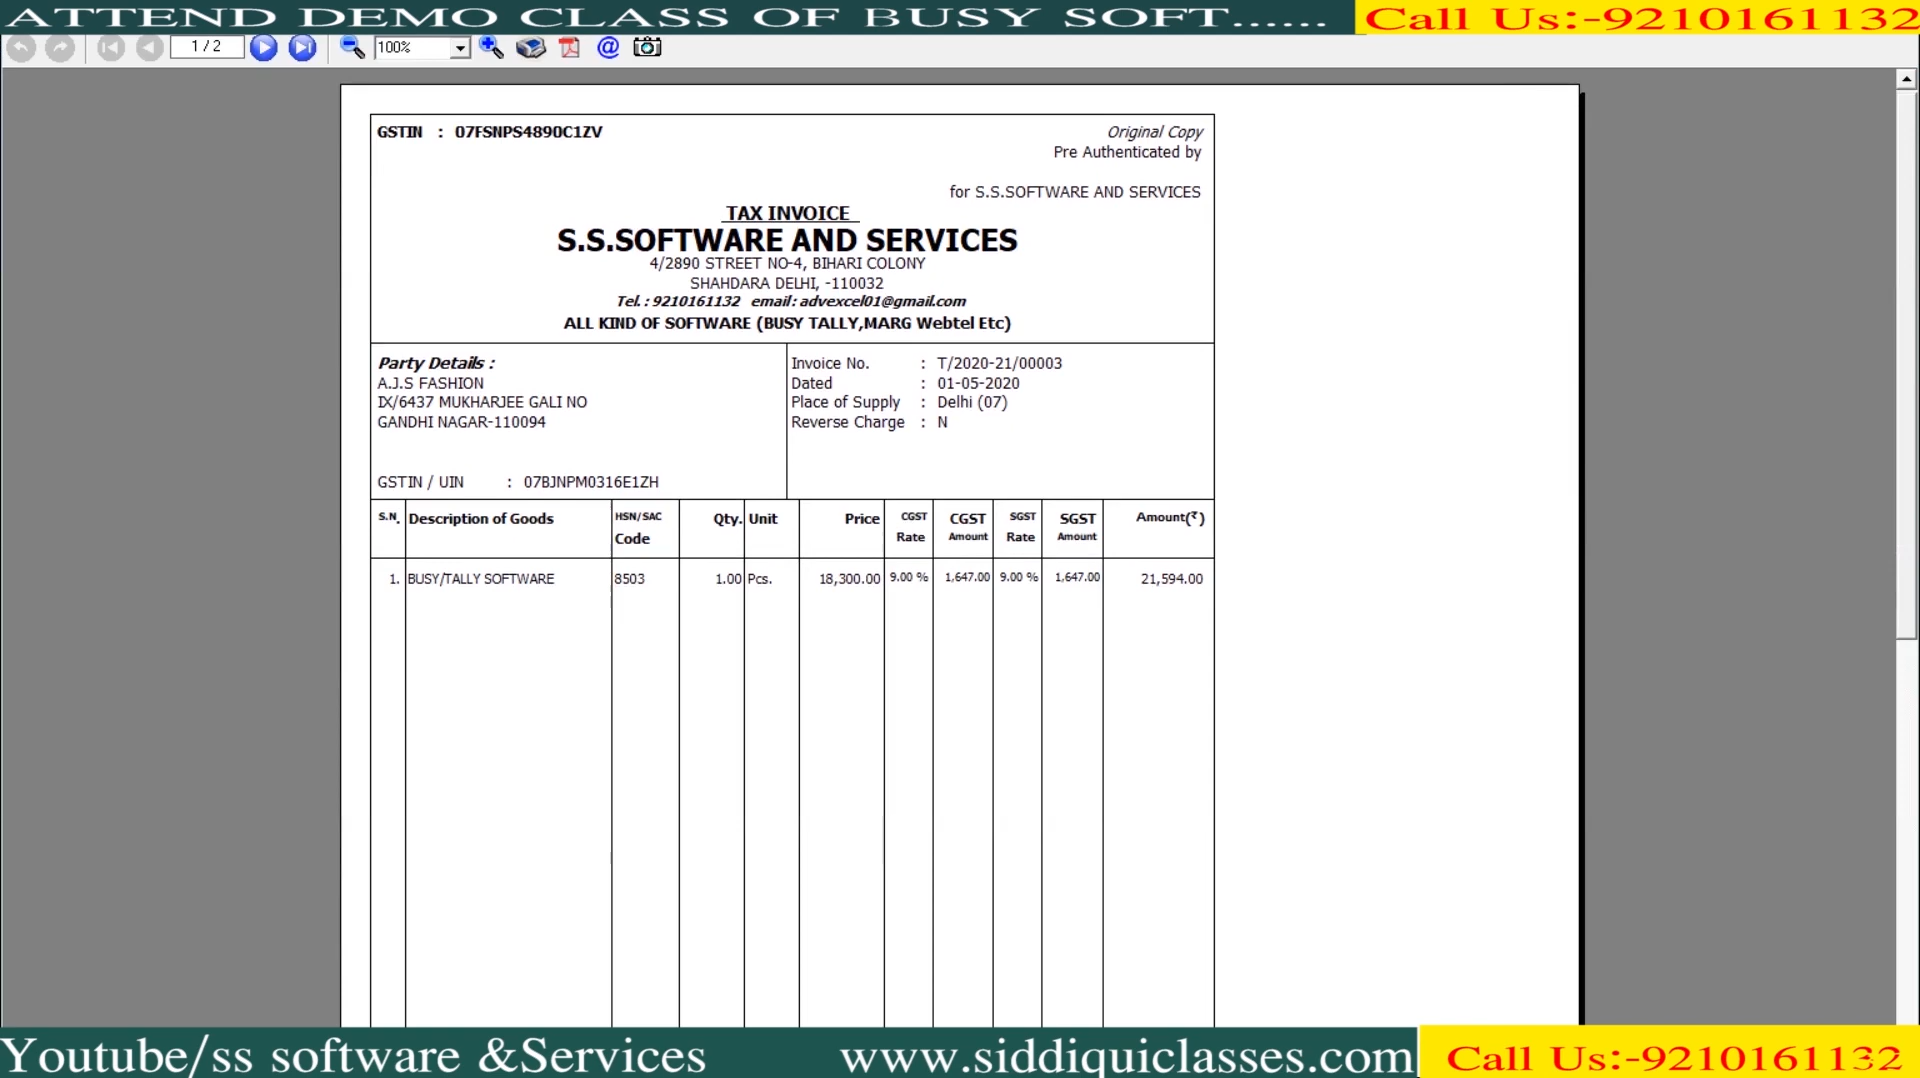 ATTEND DEMO CLASS OF BUSY SOFT......
Call Us:-9210161132
1 / 2
100%
GSTIN : 07FSNPS4890C1ZV
Original Copy
Pre Authenticated by
for S.S.SOFTWARE AND SERVICES
TAX INVOICE
S.S.SOFTWARE AND SERVICES
4/2890 STREET NO-4, BIHARI COLONY
SHAHDARA DELHI, -110032
Tel. : 9210161132 email : advexcel01@gmail.com
ALL KIND OF SOFTWARE (BUSY TALLY,MARG Webtel Etc)
Party Details :
A.J.S FASHION
IX/6437 MUKHARJEE GALI NO
GANDHI NAGAR-110094
GSTIN / UIN : 07BJNPM0316E1ZH
Invoice No. : T/2020-21/00003
Dated : 01-05-2020
Place of Supply : Delhi (07)
Reverse Charge : N
S.N. Description of Goods HSN/SAC Code Qty. Unit Price CGST Rate CGST Amount SGST Rate SGST Amount Amount(₹)
1. BUSY/TALLY SOFTWARE 8503 1.00 Pcs. 18,300.00 9.00 % 1,647.00 9.00 % 1,647.00 21,594.00
Youtube/ss software &Services
www.siddiquiclasses.com
Call Us:-9210161132